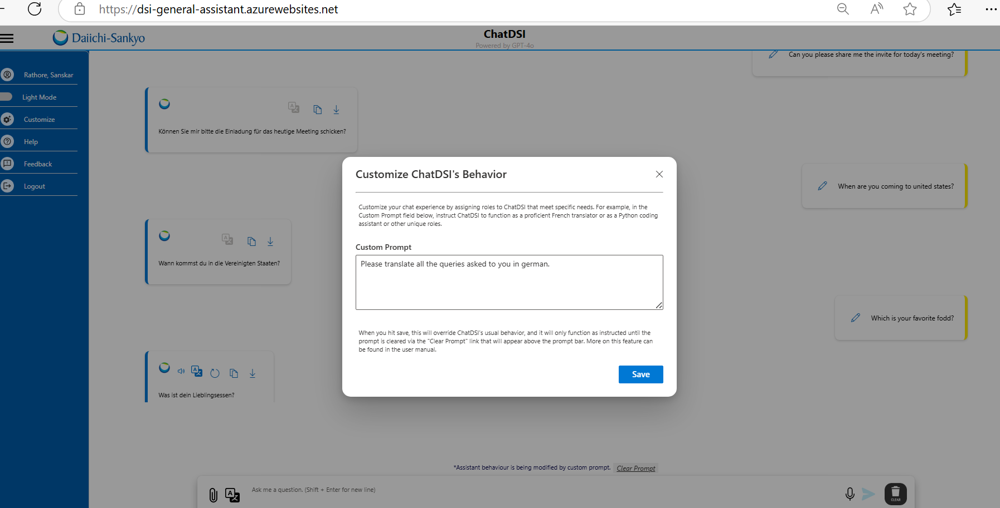 https://dsi-general-assistant.azurewebsites.net
Daiichi-Sankyo
ChatDSI
Powered by GPT-4o
Rathore, Sanskar
Light Mode
Customize
Help
Feedback
Logout
Can you please share me the invite for today's meeting?
Können Sie mir bitte die Einladung für das heutige Meeting schicken?
When are you coming to united states?
Wann kommst du in die Vereinigten Staaten?
Which is your favorite fodd?
Was ist dein Lieblingsessen?
Customize ChatDSI's Behavior
Customize your chat experience by assigning roles to ChatDSI that meet specific needs. For example, in the
Custom Prompt field below, instruct ChatDSI to function as a proficient French translator or as a Python coding
assistant or other unique roles.
Custom Prompt
Please translate all the queries asked to you in german.
When you hit save, this will override ChatDSI's usual behavior, and it will only function as instructed until the
prompt is cleared via the "Clear Prompt" link that will appear above the prompt bar. More on this feature can
be found in the user manual.
Save
*Assistant behaviour is being modified by custom prompt. Clear Prompt
Ask me a question. (Shift + Enter for new line)
CLEAR